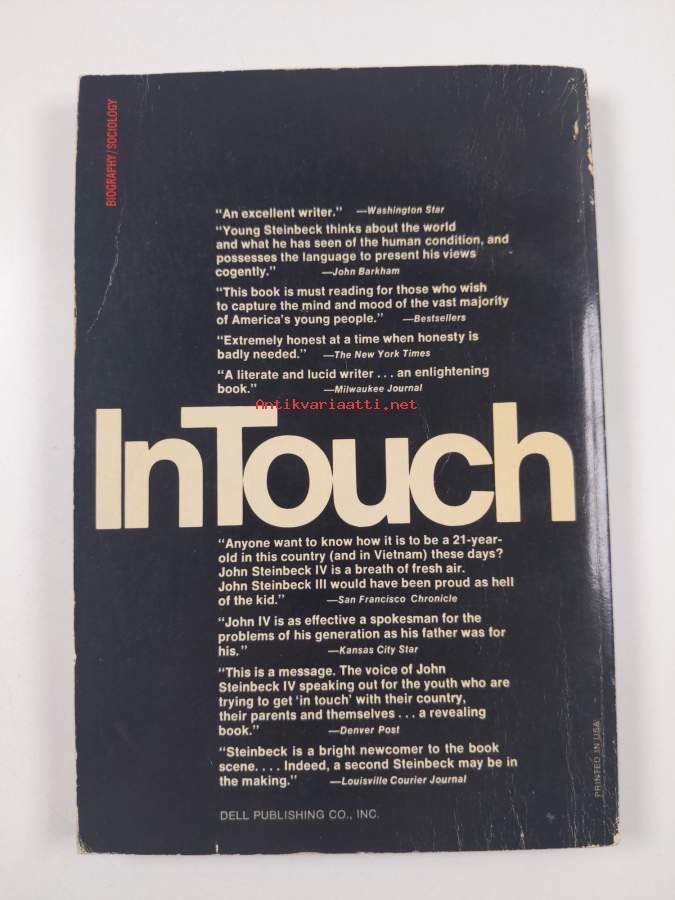 BIOGRAPHY/SOCIOLOGY
"An excellent writer." —Washington Star
"Young Steinbeck thinks about the world
and what he has seen of the human condition, and
possesses the language to present his views
cogently." —John Barkham
"This book is must reading for those who wish
to capture the mind and mood of the vast majority
of America's young people." —Bestsellers
"Extremely honest at a time when honesty is
badly needed." —The New York Times
"A literate and lucid writer . . . an enlightening
book." —Milwaukee Journal
Antikvariaatti.net
InTouch
"Anyone want to know how it is to be a 21-year-
old in this country (and in Vietnam) these days?
John Steinbeck IV is a breath of fresh air.
John Steinbeck III would have been proud as hell
of the kid." —San Francisco Chronicle
"John IV is as effective a spokesman for the
problems of his generation as his father was for
his." —Kansas City Star
"This is a message. The voice of John
Steinbeck IV speaking out for the youth who are
trying to get 'in touch' with their country,
their parents and themselves . . . a revealing
book." —Denver Post
"Steinbeck is a bright newcomer to the book
scene. . . . Indeed, a second Steinbeck may be in
the making." —Louisville Courier Journal
DELL PUBLISHING CO., INC.
PRINTED IN USA